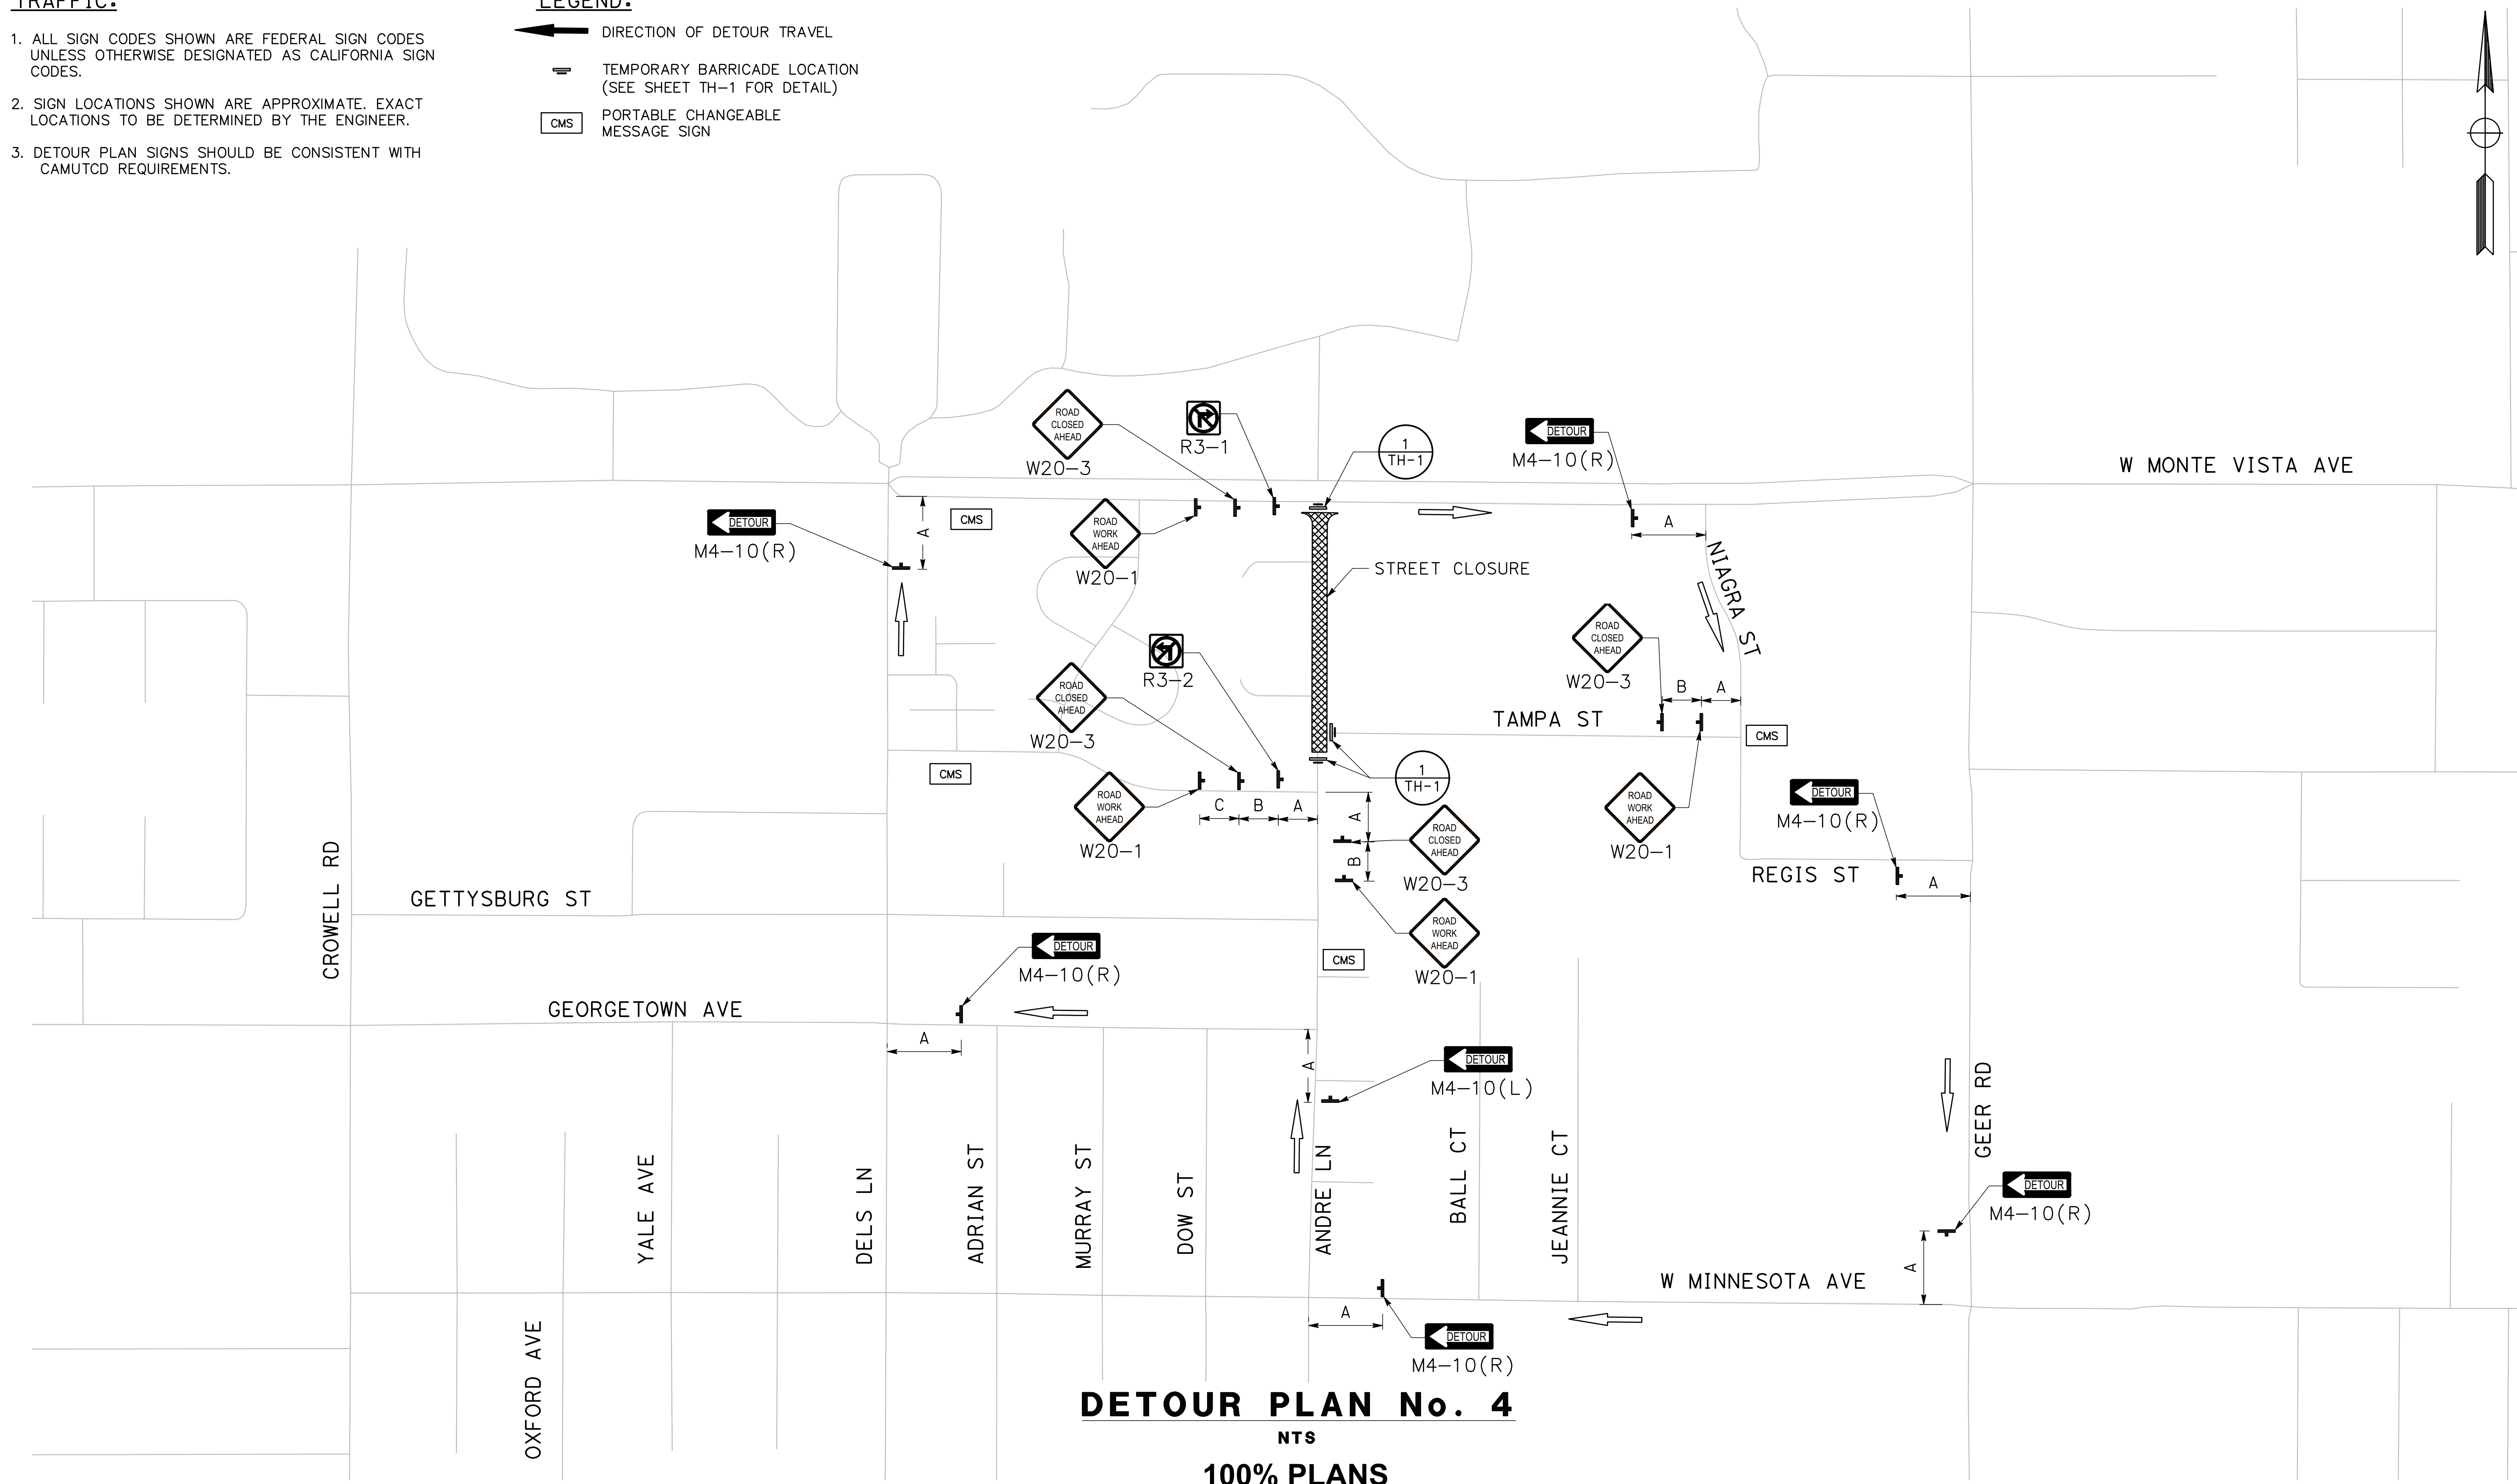 TRAFFIC:
1. ALL SIGN CODES SHOWN ARE FEDERAL SIGN CODES
UNLESS OTHERWISE DESIGNATED AS CALIFORNIA SIGN
CODES.
2. SIGN LOCATIONS SHOWN ARE APPROXIMATE. EXACT
LOCATIONS TO BE DETERMINED BY THE ENGINEER.
3. DETOUR PLAN SIGNS SHOULD BE CONSISTENT WITH
CAMUTCD REQUIREMENTS.
LEGEND:
DIRECTION OF DETOUR TRAVEL
TEMPORARY BARRICADE LOCATION
(SEE SHEET TH-1 FOR DETAIL)
CMS
PORTABLE CHANGEABLE
MESSAGE SIGN
ROAD
CLOSED
AHEAD
W20-3
R3-1
1
TH-1
DETOUR
M4-10(R)
W MONTE VISTA AVE
DETOUR
M4-10(R)
A
CMS
ROAD
WORK
AHEAD
W20-1
A
NIAGRA ST
STREET CLOSURE
ROAD
CLOSED
AHEAD
W20-3
R3-2
ROAD
CLOSED
AHEAD
W20-3
B
A
TAMPA ST
CMS
CMS
1
TH-1
ROAD
WORK
AHEAD
W20-1
C
B
A
A
B
ROAD
CLOSED
AHEAD
W20-3
ROAD
WORK
AHEAD
W20-1
DETOUR
M4-10(R)
REGIS ST
A
CROWELL RD
GETTYSBURG ST
ROAD
WORK
AHEAD
W20-1
CMS
DETOUR
M4-10(R)
GEORGETOWN AVE
A
A
DETOUR
M4-10(L)
GEER RD
YALE AVE
DELS LN
ADRIAN ST
MURRAY ST
DOW ST
ANDRE LN
BALL CT
JEANNIE CT
DETOUR
M4-10(R)
A
W MINNESOTA AVE
A
DETOUR
M4-10(R)
OXFORD AVE
DETOUR PLAN No. 4
NTS
100% PLANS